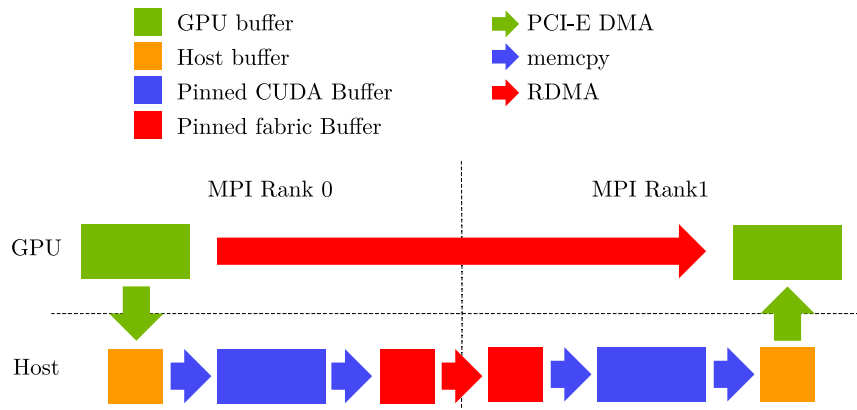 GPU buffer
Host buffer
Pinned CUDA Buffer
Pinned fabric Buffer
PCI-E DMA
memcpy
RDMA
MPI Rank 0
MPI Rank1
GPU
Host